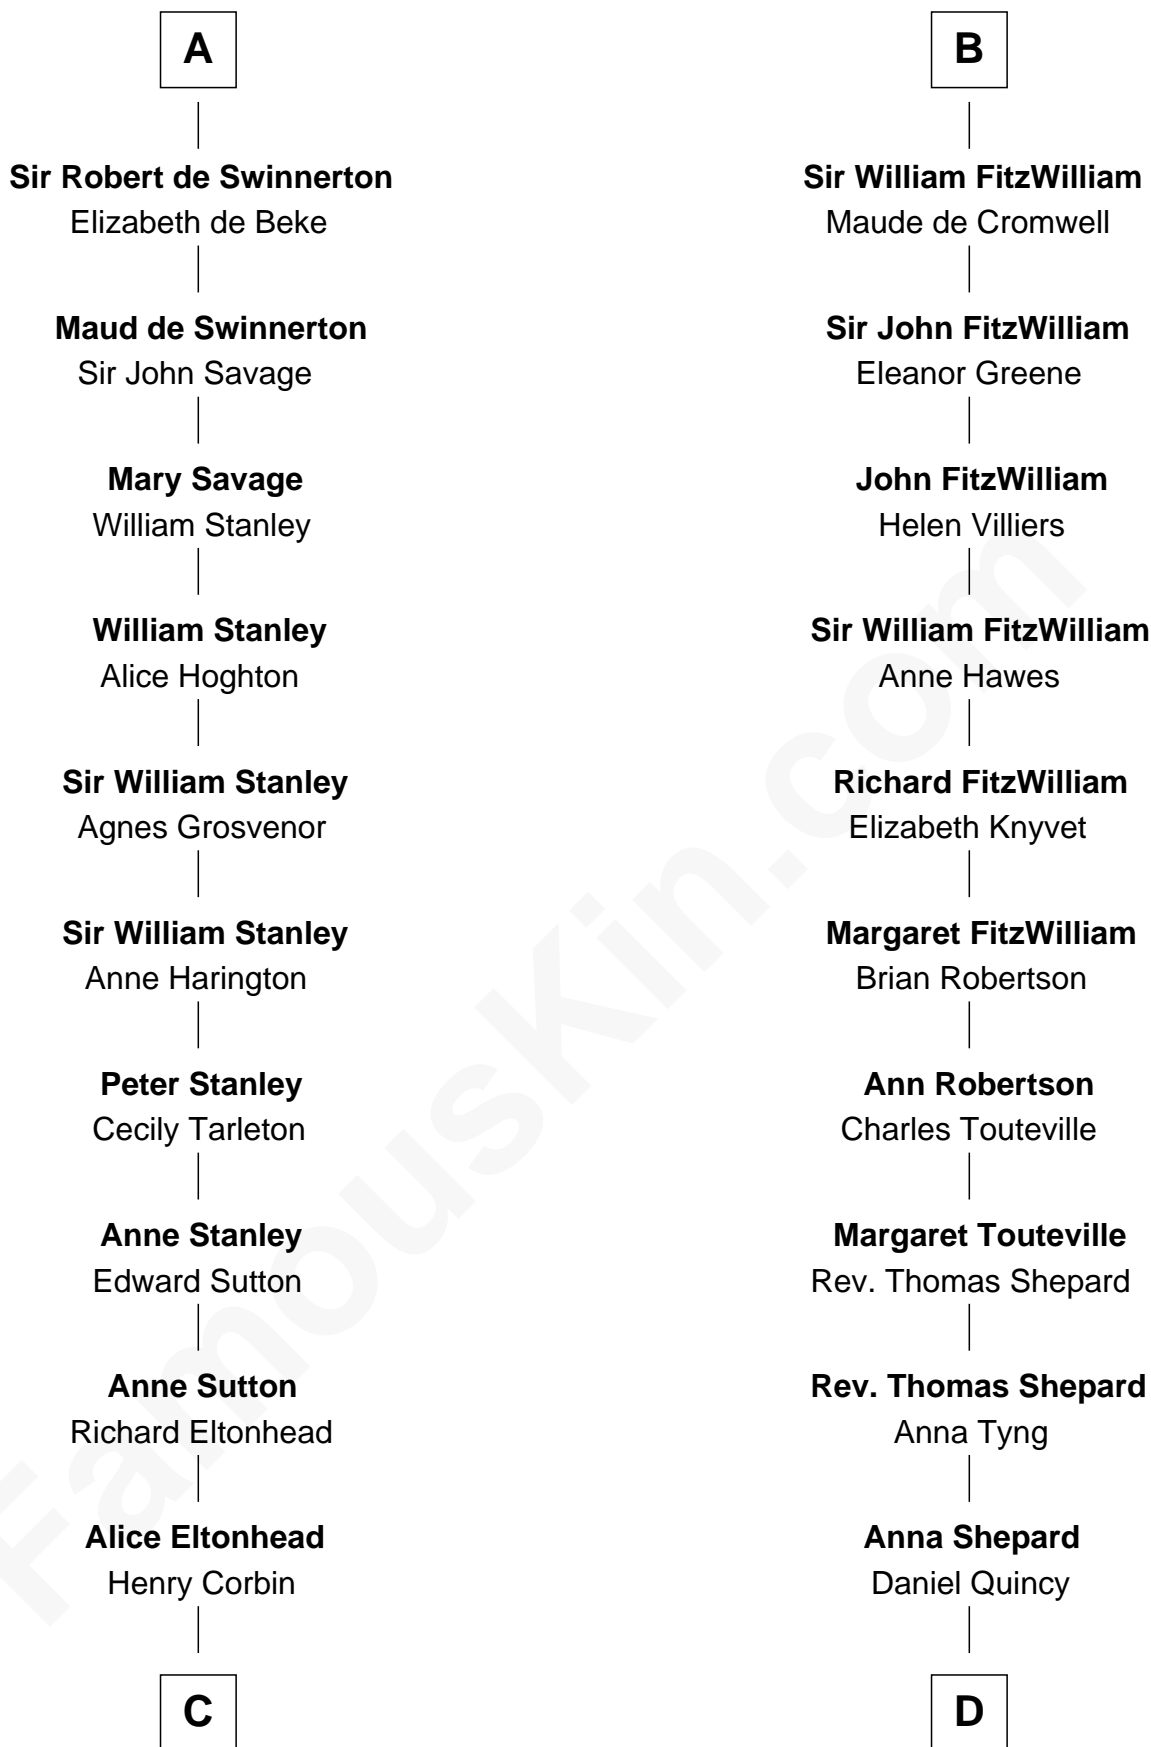 A
Sir Robert de Swinnerton
Elizabeth de Beke
Maud de Swinnerton
Sir John Savage
Mary Savage
William Stanley
William Stanley
Alice Hoghton
Sir William Stanley
Agnes Grosvenor
Sir William Stanley
Anne Harington
Peter Stanley
Cecily Tarleton
Anne Stanley
Edward Sutton
Anne Sutton
Richard Eltonhead
Alice Eltonhead
Henry Corbin
C
B
Sir William FitzWilliam
Maude de Cromwell
Sir John FitzWilliam
Eleanor Greene
John FitzWilliam
Helen Villiers
Sir William FitzWilliam
Anne Hawes
Richard FitzWilliam
Elizabeth Knyvet
Margaret FitzWilliam
Brian Robertson
Ann Robertson
Charles Touteville
Margaret Touteville
Rev. Thomas Shepard
Rev. Thomas Shepard
Anna Tyng
Anna Shepard
Daniel Quincy
D
FamousKin.com